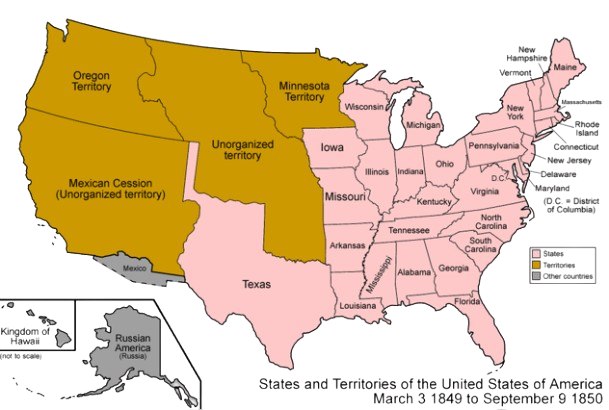 New
Hampshire
Vermont
Maine
Oregon
Territory
Minnesota
Territory
Wisconsin
Michigan
New
York
Massachusetts
Rhode
Island
Connecticut
Unorganized
territory
Iowa
Pennsylvania
New Jersey
Mexican Cession
(Unorganized territory)
Illinois
Indiana
Ohio
D.C.
Delaware
Maryland
(D.C. = District
of Columbia)
Missouri
Kentucky
Virginia
Tennessee
North
Carolina
Arkansas
South
Carolina
Mexico
Texas
Mississippi
Alabama
Georgia
Louisiana
Florida
States
Territories
Other countries
Kingdom of
Hawaii
(not to scale)
Russian
America
(Russia)
States and Territories of the United States of America
March 3 1849 to September 9 1850